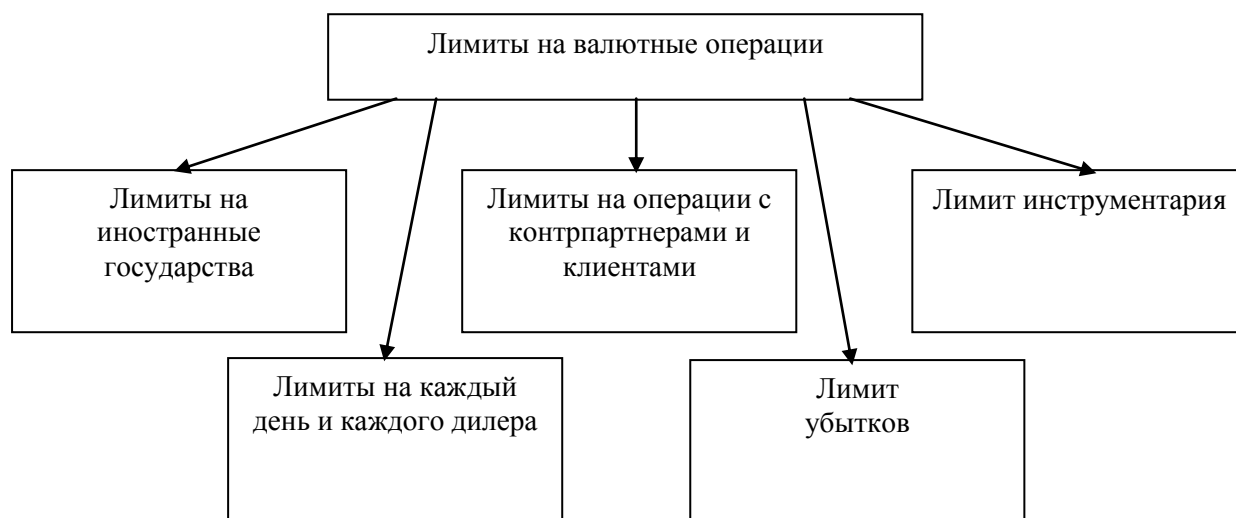 Лимиты на валютные операции
Лимиты на
иностранные
государства
Лимиты на операции с
контрпартнерами и
клиентами
Лимит инструментария
Лимиты на каждый
день и каждого дилера
Лимит
убытков